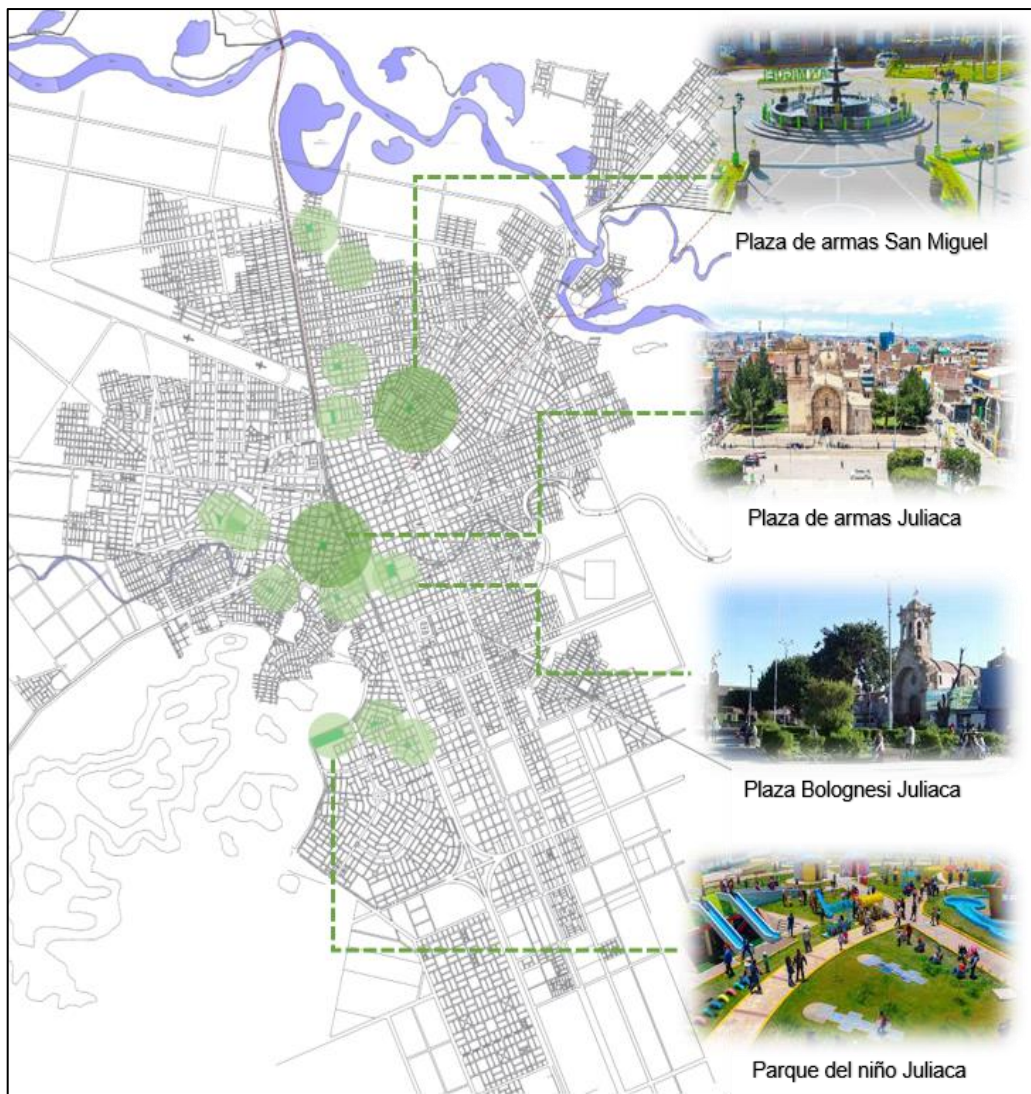 Plaza de armas San Miguel
Plaza de armas Juliaca
Plaza Bolognesi Juliaca
Parque del niño Juliaca